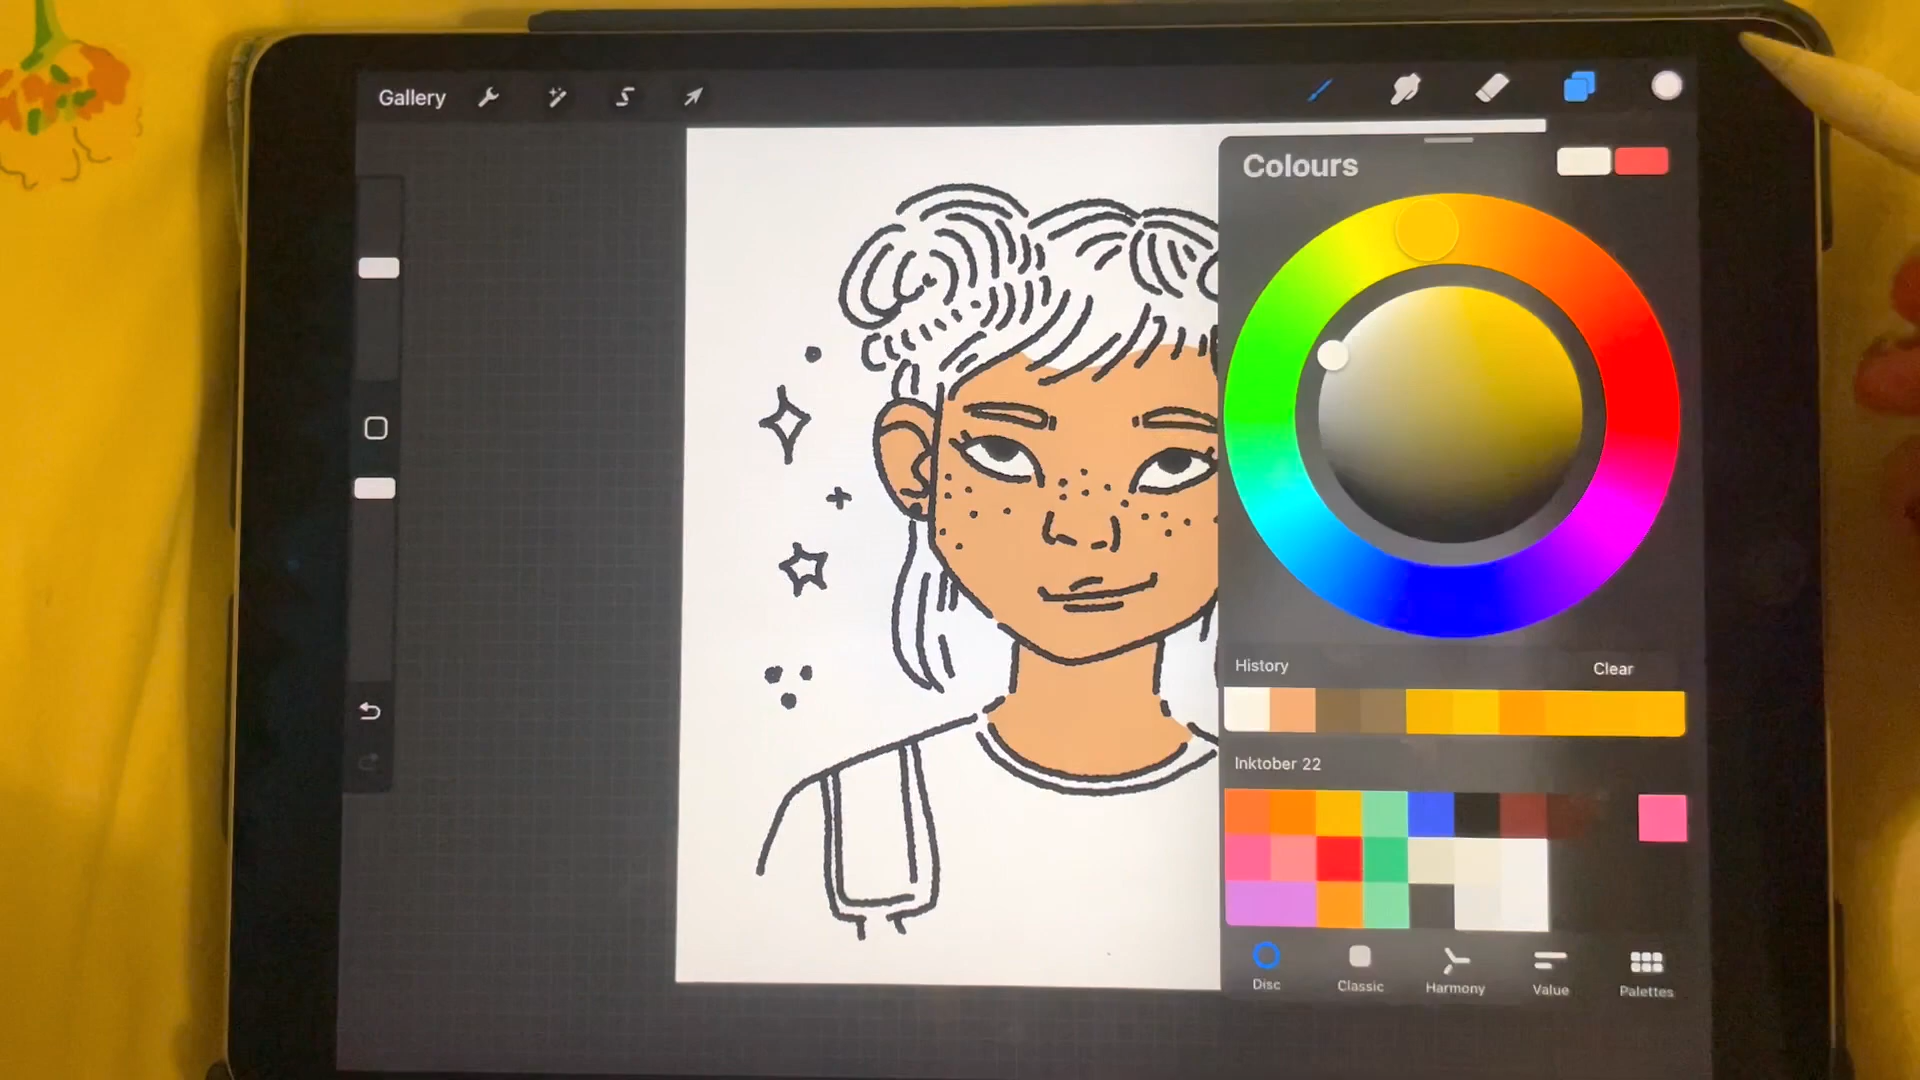 Gallery
Colours
History
Clear
Inktober 22
Disc
Classic
Harmony
Value
Palettes